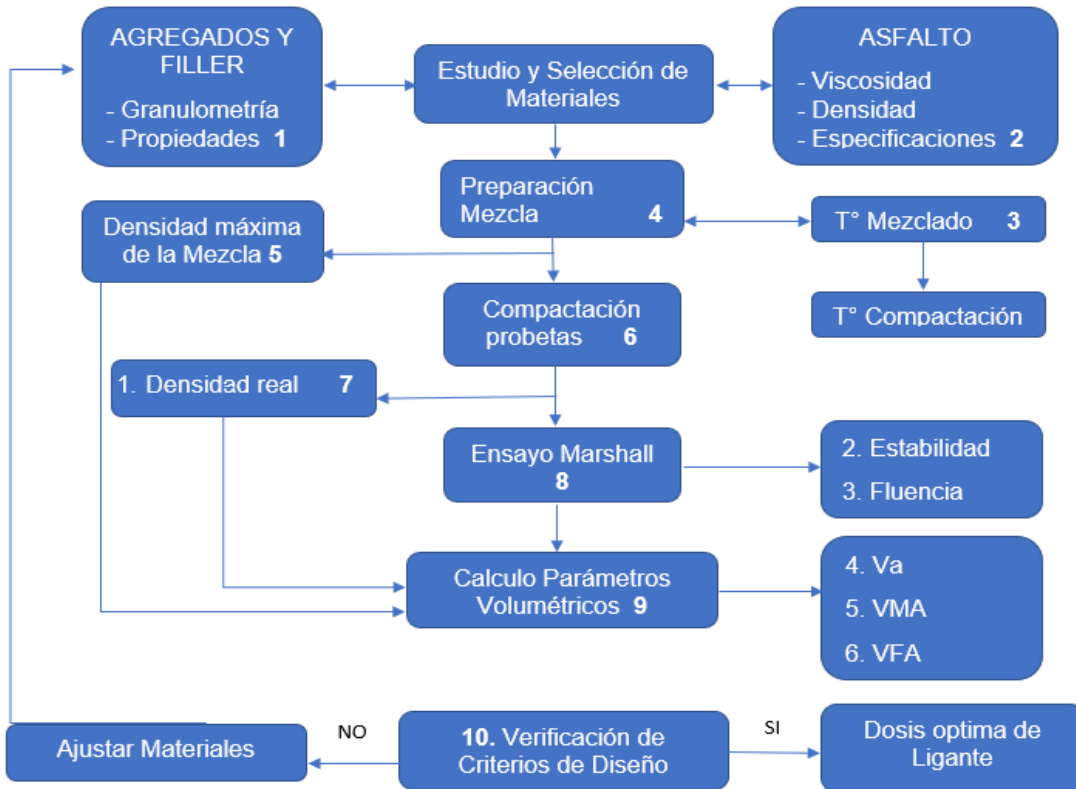 AGREGADOS Y
FILLER
- Granulometría
- Propiedades 1
Estudio y Selección de
Materiales
ASFALTO
- Viscosidad
- Densidad
- Especificaciones 2
Preparación
Mezcla 4
T° Mezclado 3
Densidad máxima
de la Mezcla 5
T° Compactación
Compactación
probetas 6
1. Densidad real 7
Ensayo Marshall
8
2. Estabilidad
3. Fluencia
Calculo Parámetros
Volumétricos 9
4. Va
5. VMA
6. VFA
Ajustar Materiales
NO
10. Verificación de
Criterios de Diseño
SI
Dosis optima de
Ligante